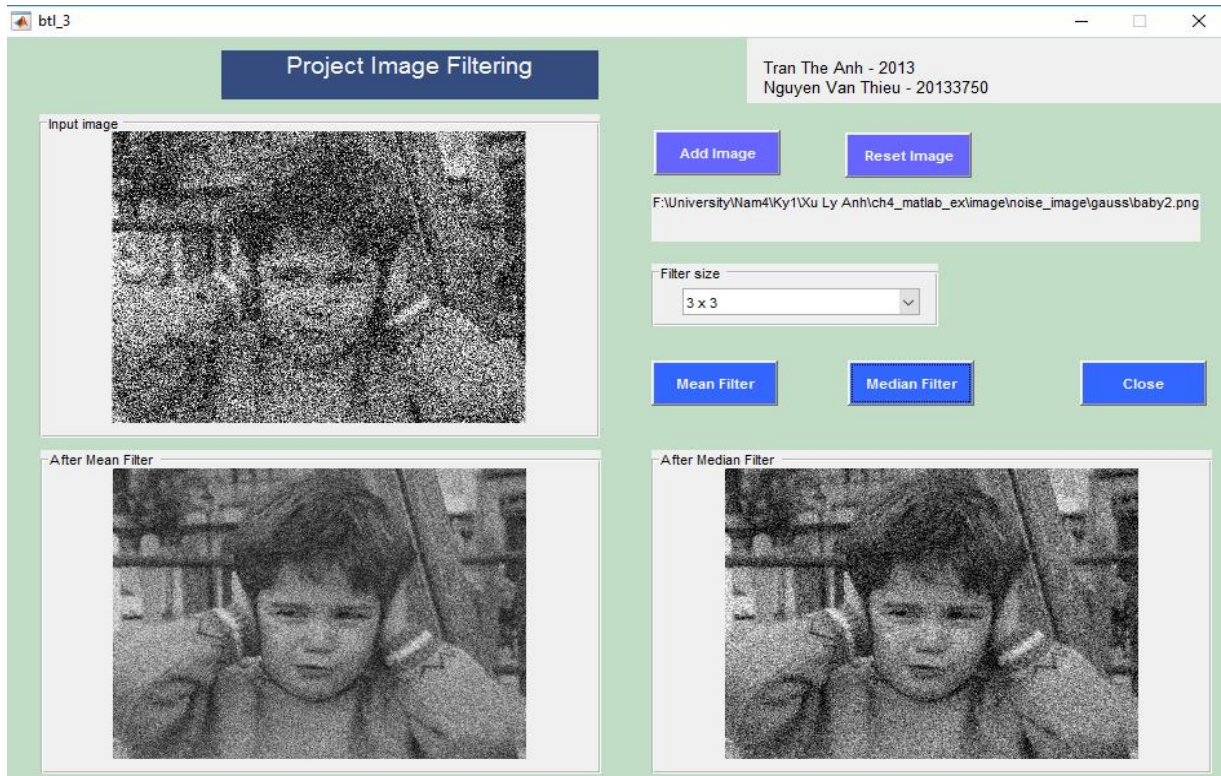 btl_3
Project Image Filtering
Tran The Anh - 2013
Nguyen Van Thieu - 20133750
Input image
Add Image
Reset Image
F:\University\Nam4\Ky1\Xu Ly Anh\ch4_matlab_ex\image\noise_image\gauss\baby2.png
Filter size
3 x 3
Mean Filter
Median Filter
Close
After Mean Filter
After Median Filter